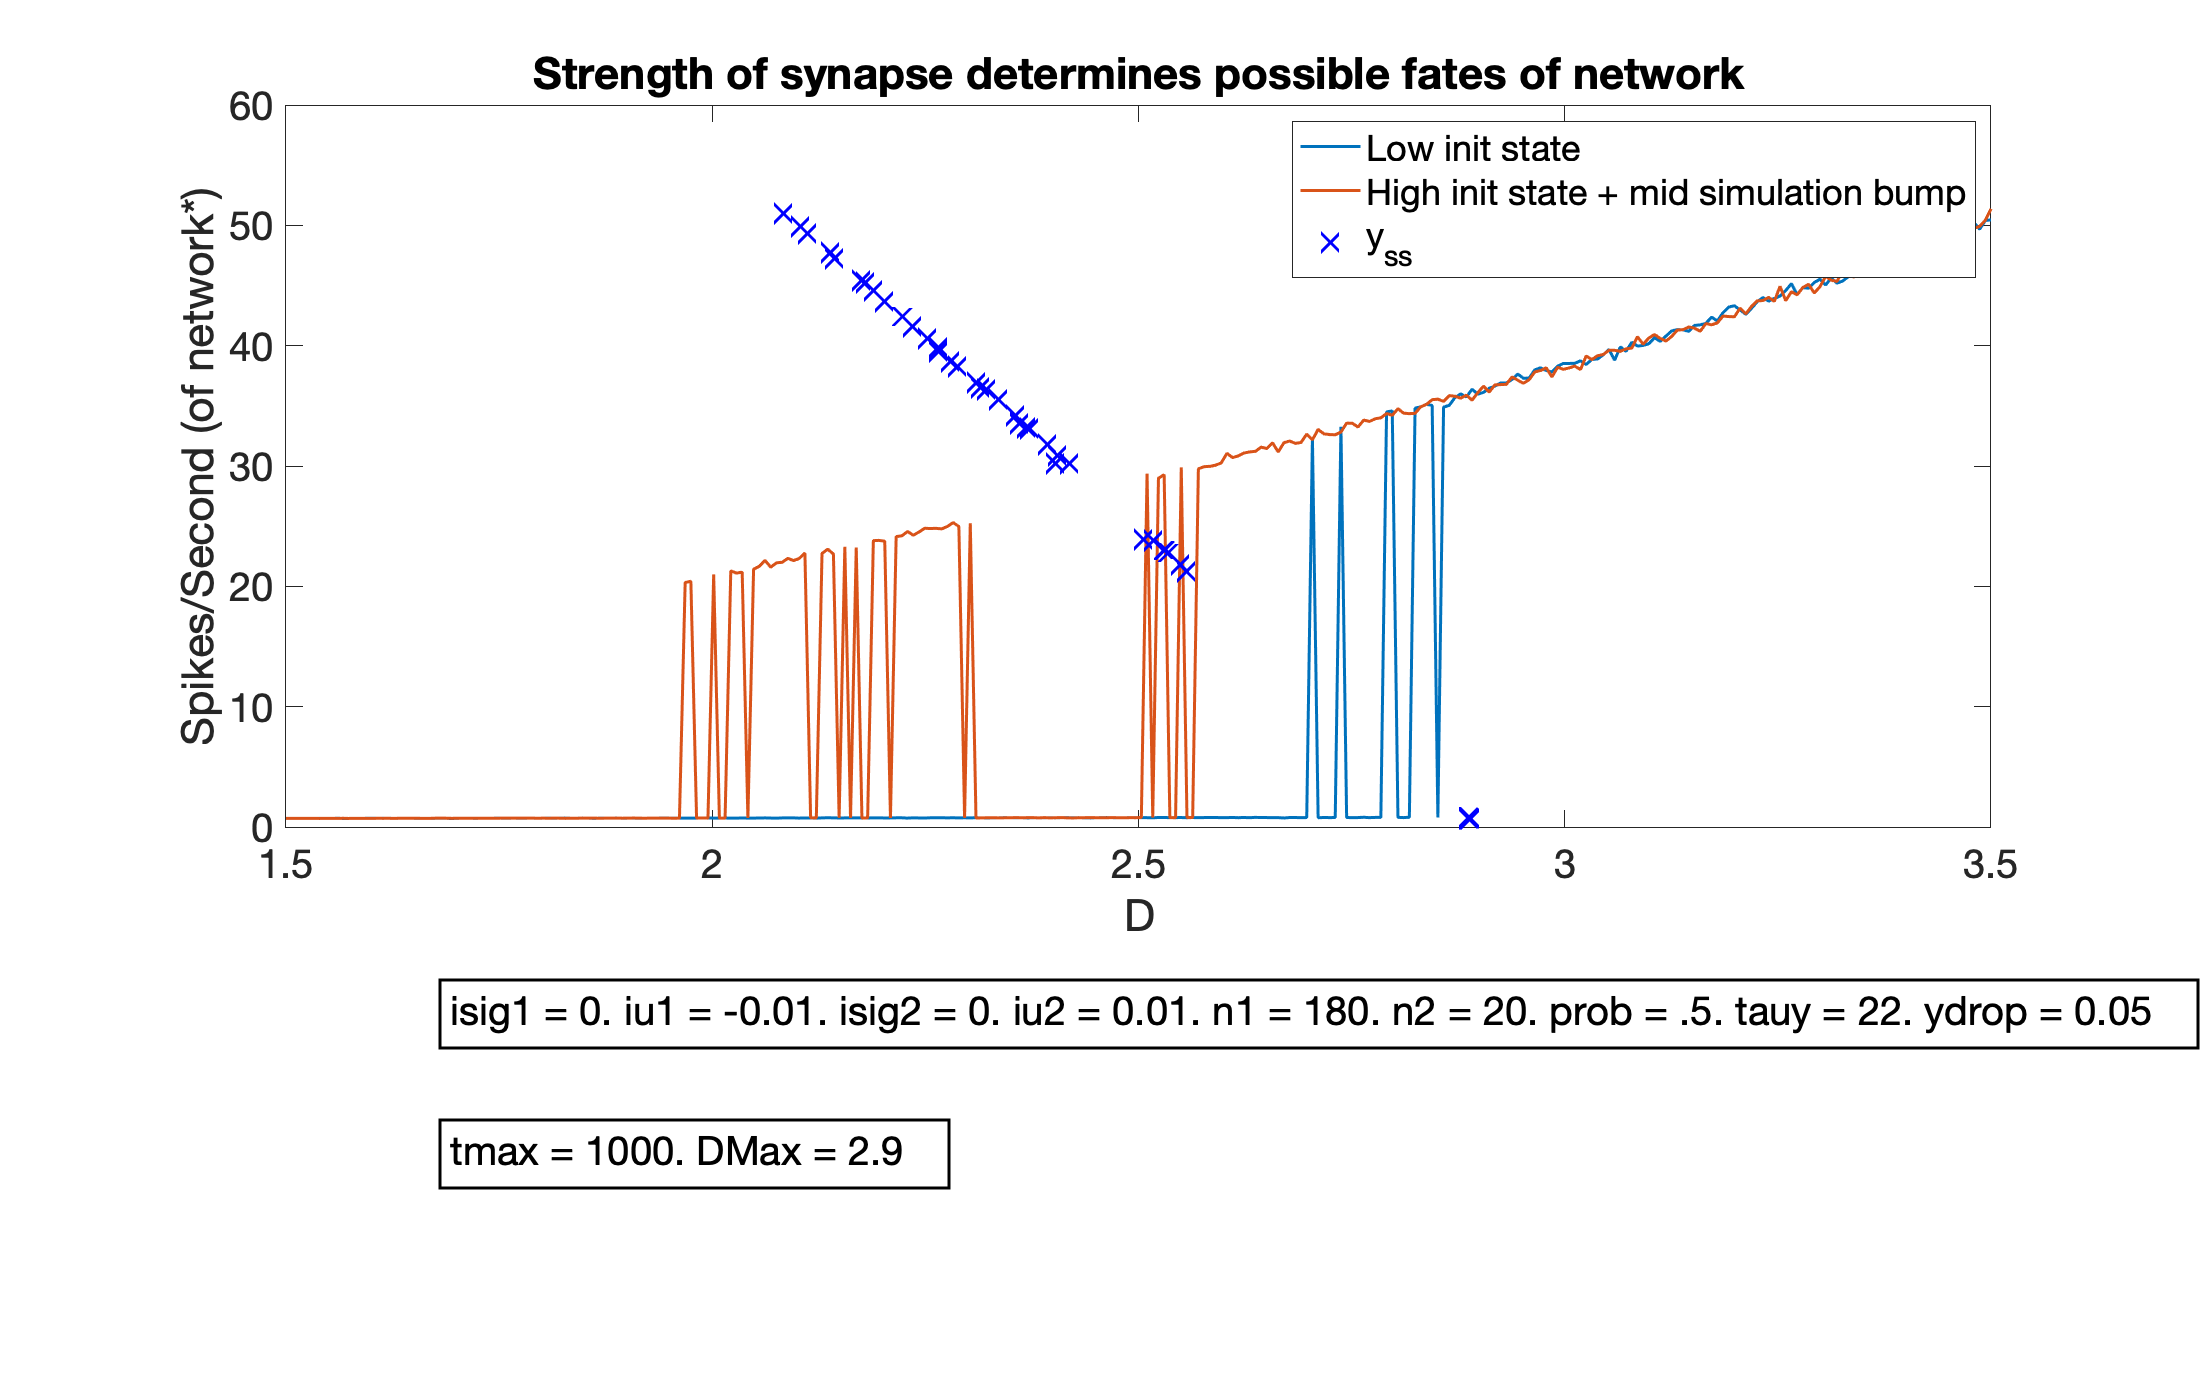 Strength of synapse determines possible fates of network
Spikes/Second (of network*)
60
50
40
30
20
10
0
Low init state
High init state + mid simulation bump
y_ss
1.5 2 2.5 3 3.5
D
isig1 = 0. iu1 = -0.01. isig2 = 0. iu2 = 0.01. n1 = 180. n2 = 20. prob = .5. tauy = 22. ydrop = 0.05
tmax = 1000. DMax = 2.9